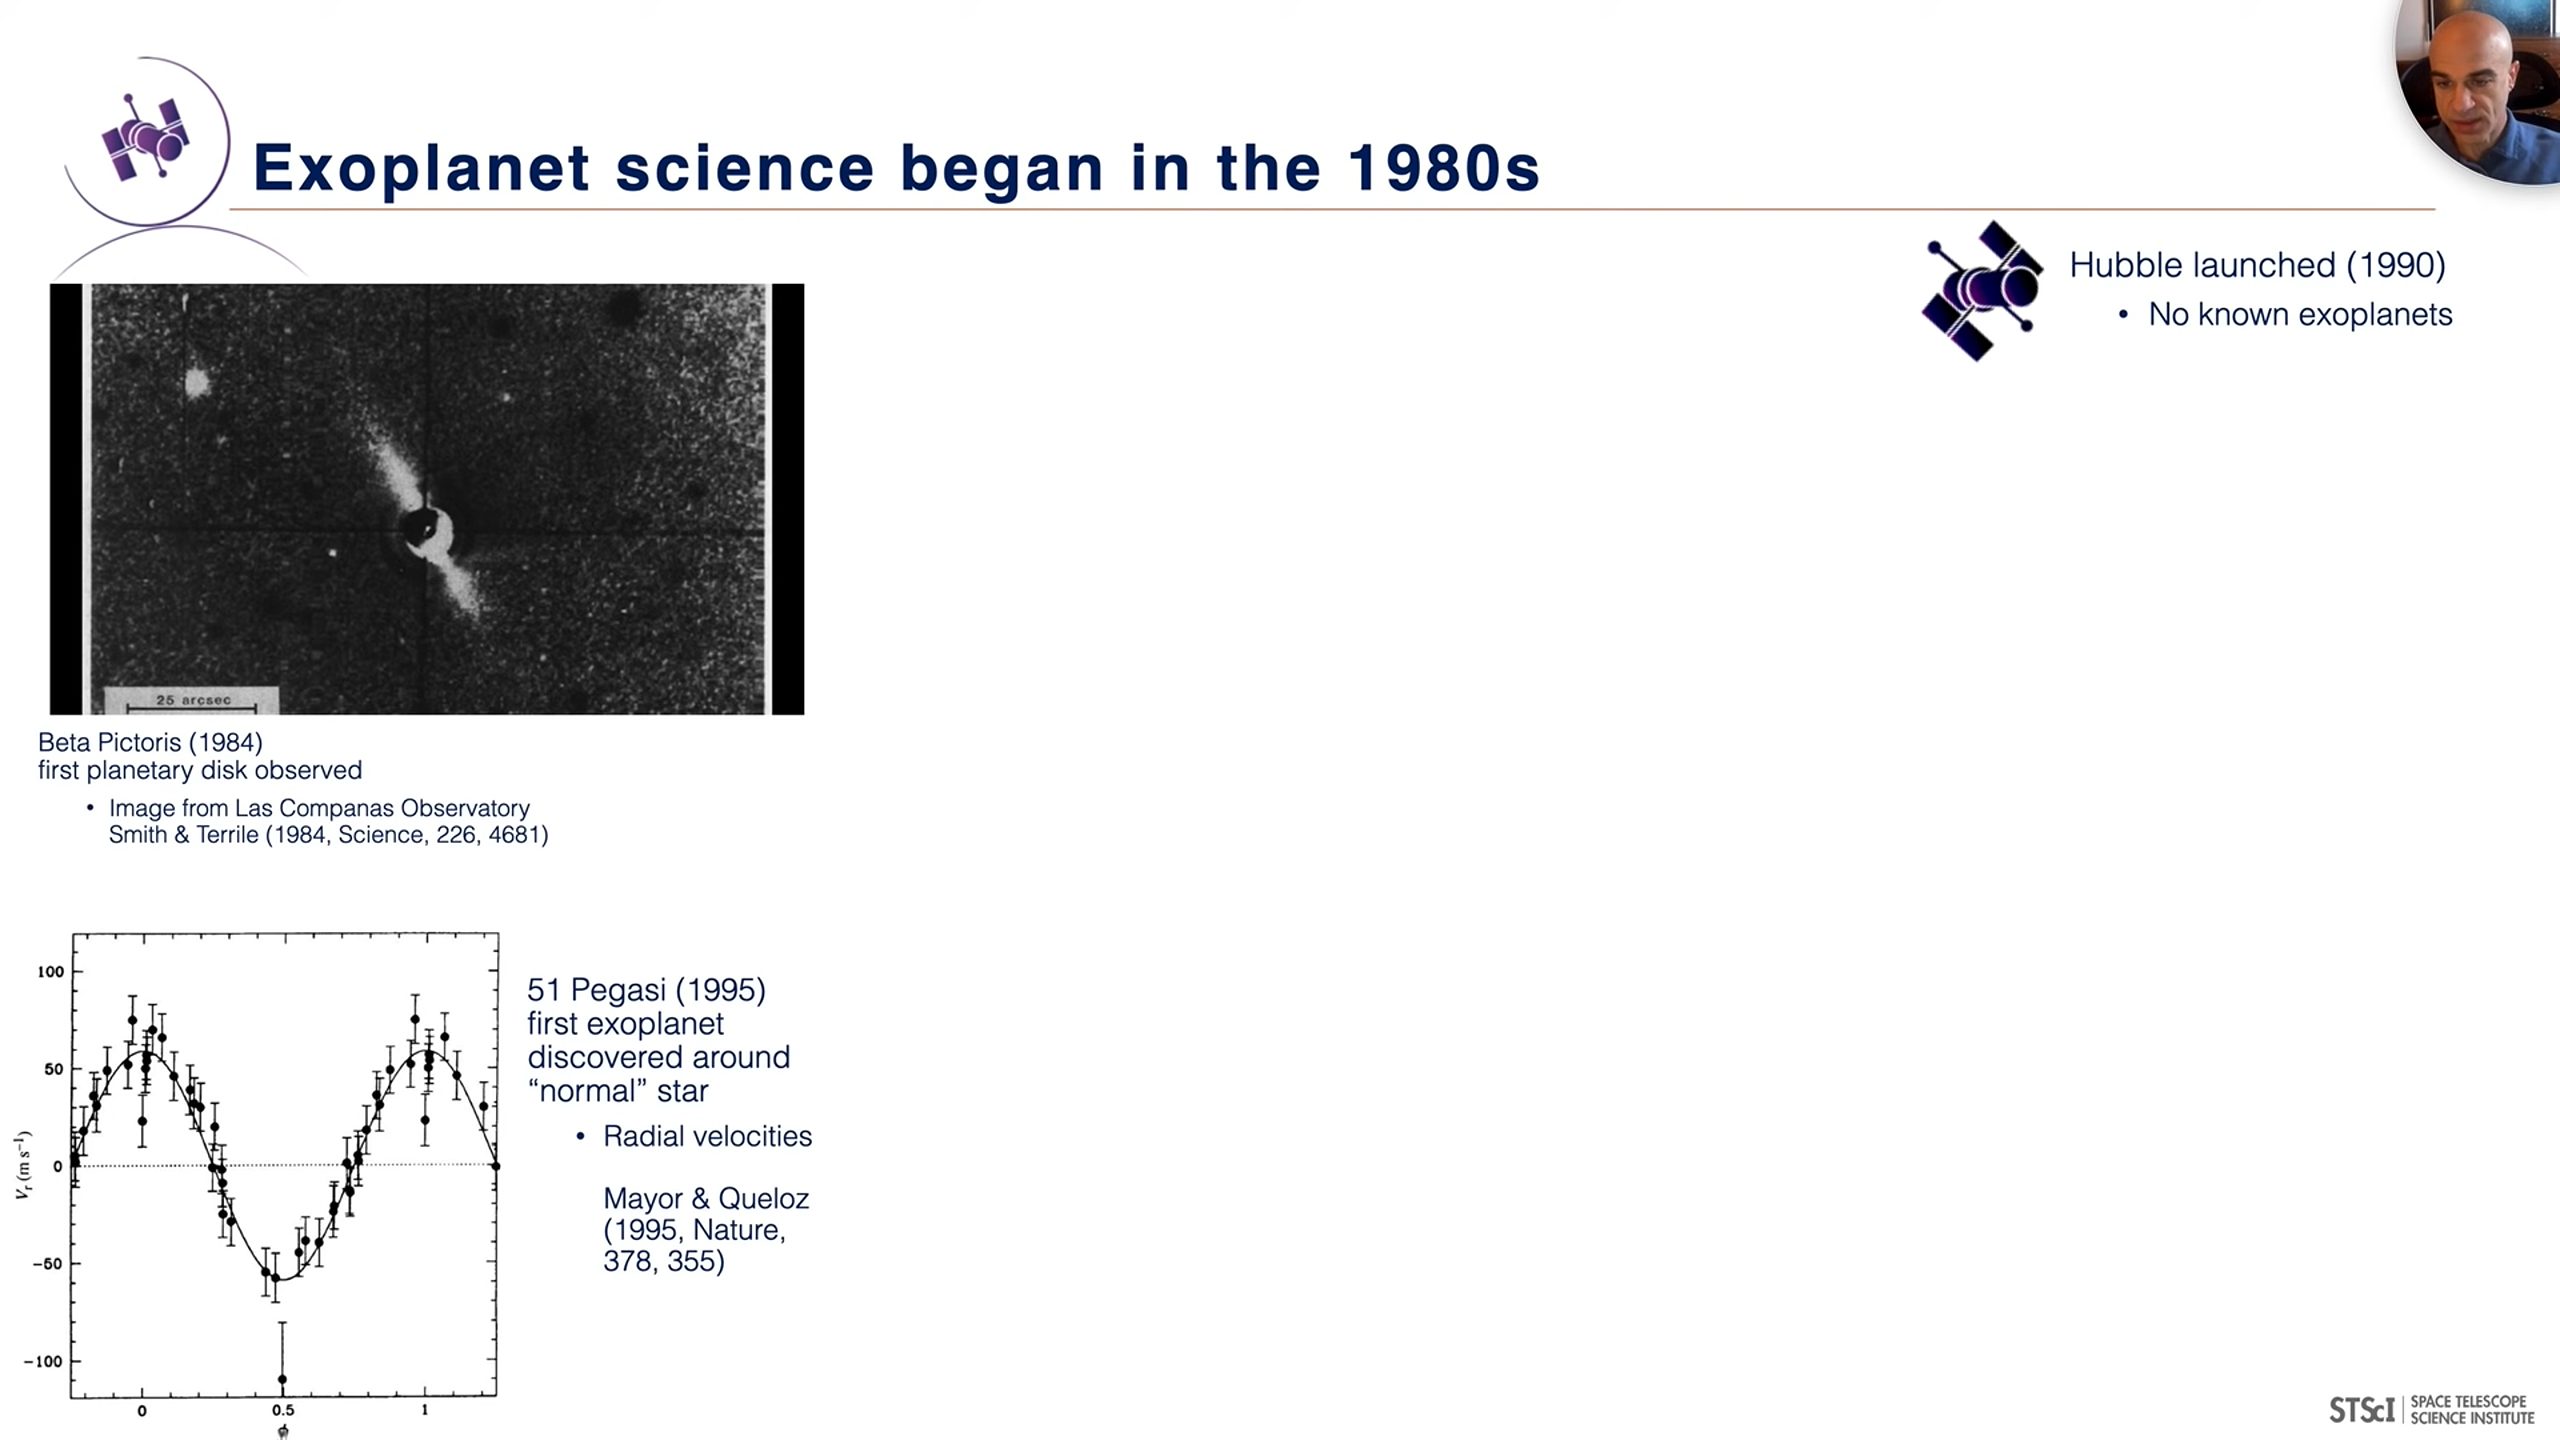 Exoplanet science began in the 1980s
Hubble launched (1990)
• No known exoplanets
25 arcsec
Beta Pictoris (1984)
first planetary disk observed
• Image from Las Companas Observatory
Smith & Terrile (1984, Science, 226, 4681)
100
50
0
−50
−100
Vr (m s⁻¹)
0
0.5
1
ϕ
51 Pegasi (1995)
first exoplanet
discovered around
“normal” star
• Radial velocities
Mayor & Queloz
(1995, Nature,
378, 355)
STScI
SPACE TELESCOPE
SCIENCE INSTITUTE